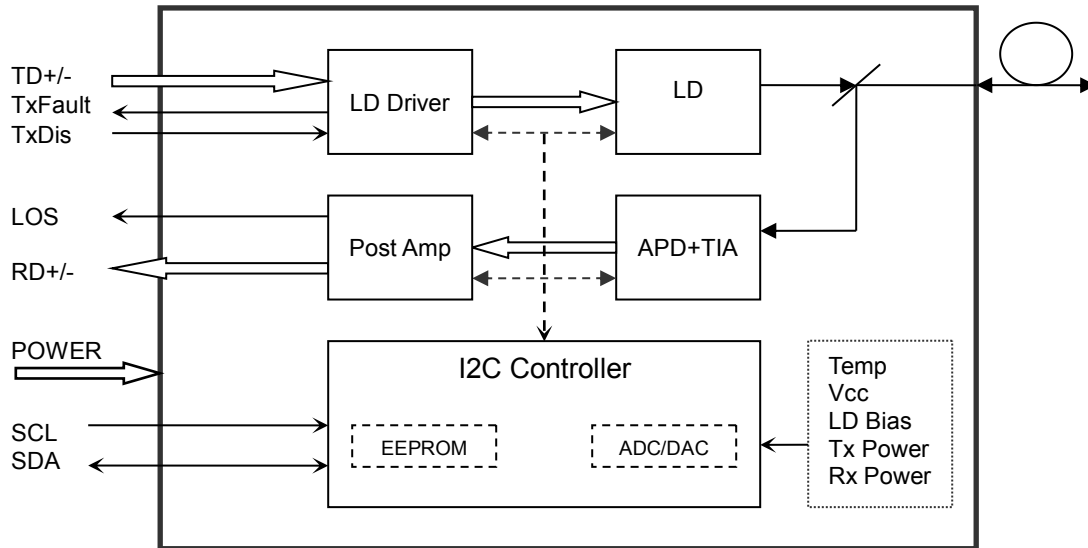 TD+/-
TxFault
TxDis
LD Driver
LD
LOS
RD+/-
Post Amp
APD+TIA
POWER
SCL
SDA
I2C Controller
EEPROM
ADC/DAC
Temp
Vcc
LD Bias
Tx Power
Rx Power